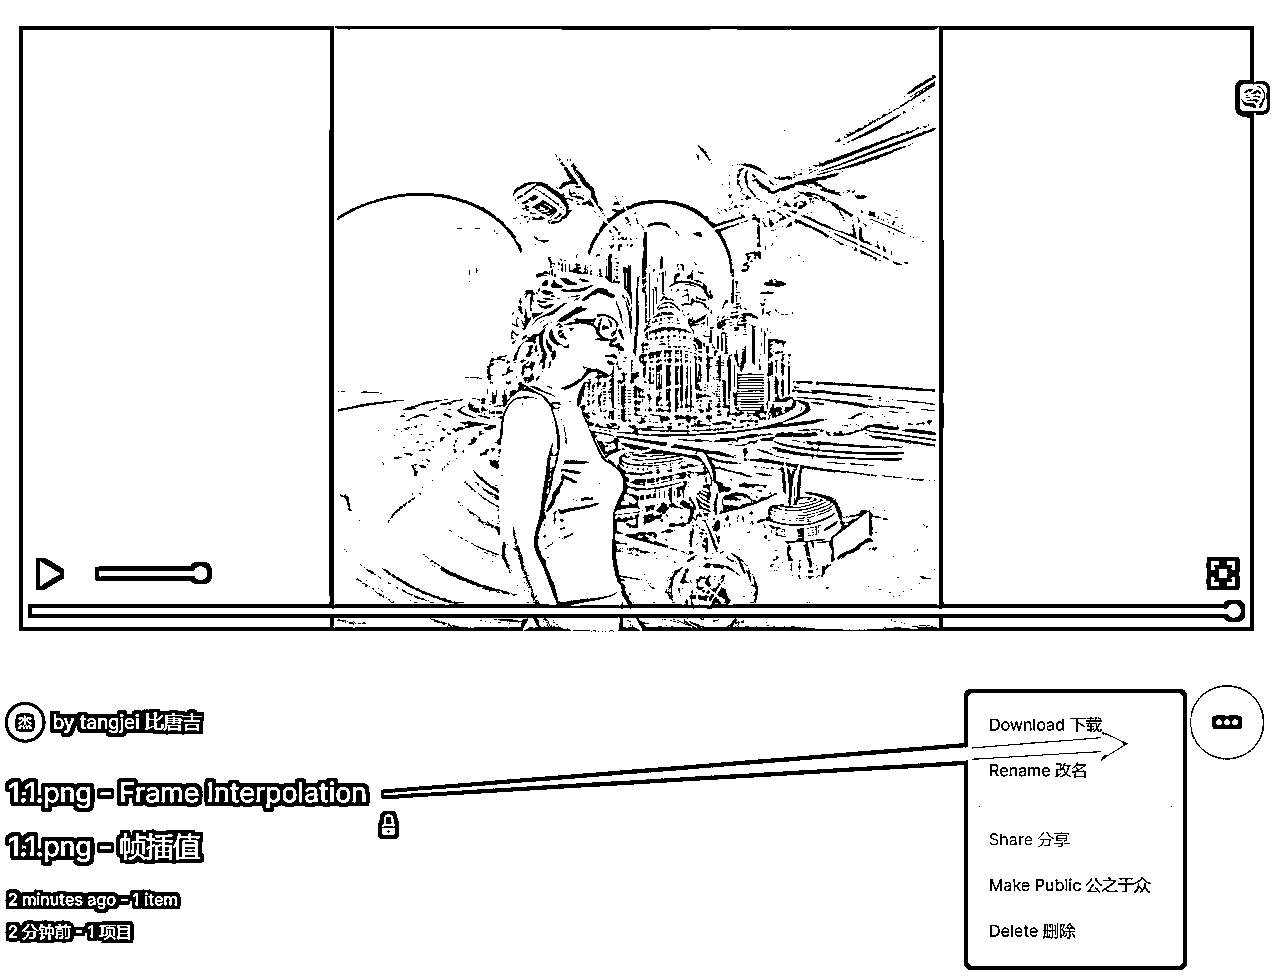 杰 by tangjei 比唐吉
Download 下载
Rename 改名
Share 分享
Make Public 公之于众
Delete 删除
1.1.png - Frame Interpolation
1.1.png - 帧插值
2 minutes ago - 1 item
2 分钟前 - 1 项目